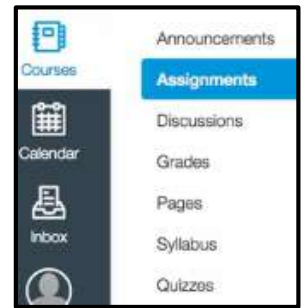 Courses
Calendar
Inbox
Announcements
Assignments
Discussions
Grades
Pages
Syllabus
Quizzes